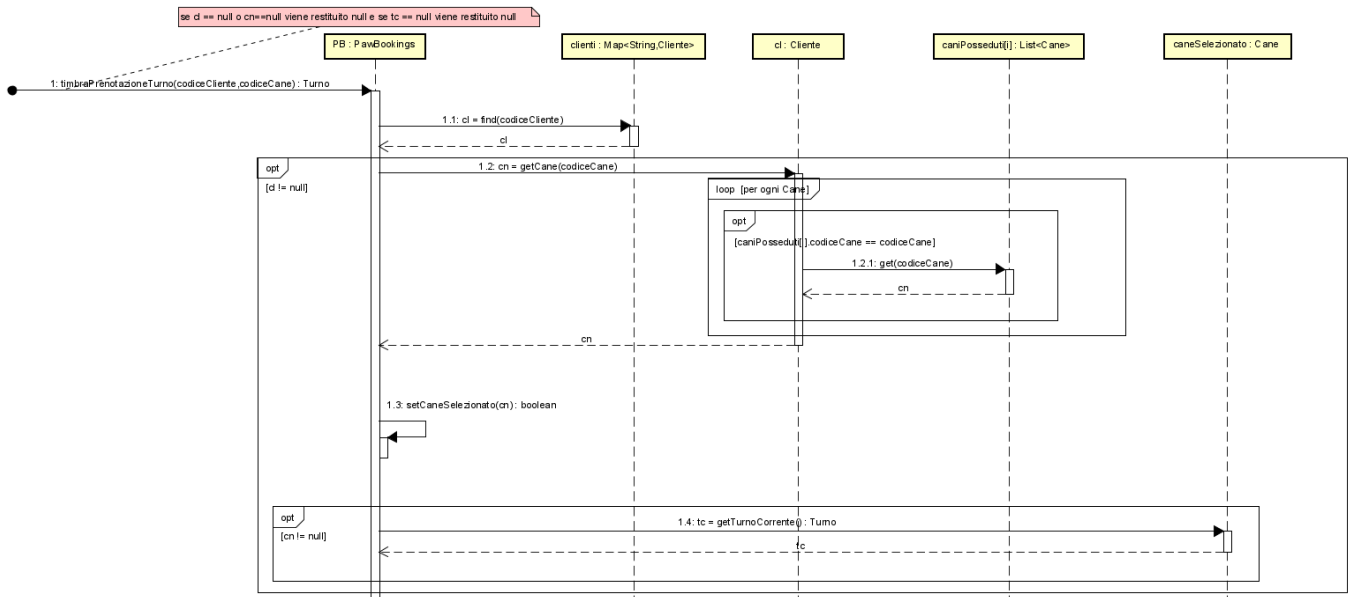 se cl == null o cn==null viene restituito null e se tc == null viene restituito null
PB : PawBookings
clienti : Map<String,Cliente>
cl : Cliente
caniPosseduti[i] : List<Cane>
caneSelezionato : Cane
1: timbraPrenotazioneTurno(codiceCliente,codiceCane) : Turno
1.1: cl = find(codiceCliente)
cl
opt
[cl != null]
1.2: cn = getCane(codiceCane)
loop [per ogni Cane]
opt
[caniPosseduti[i].codiceCane == codiceCane]
1.2.1: get(codiceCane)
cn
cn
1.3: setCaneSelezionato(cn) : boolean
opt
[cn != null]
1.4: tc = getTurnoCorrente() : Turno
tc